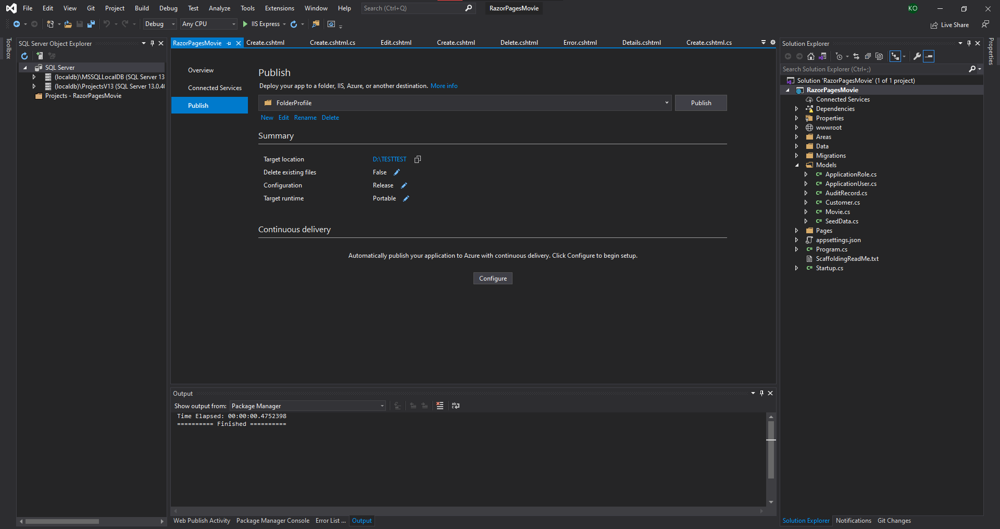 File Edit View Git Project Build Debug Test Analyze Tools Extensions Window Help Search (Ctrl+Q) RazorPagesMovie KO
Debug Any CPU IIS Express Live Share
Toolbox
SQL Server Object Explorer
SQL Server
(localdb)\MSSQLLocalDB (SQL Server 13
(localdb)\ProjectsV13 (SQL Server 13.0.4
Projects - RazorPagesMovie
RazorPagesMovie Create.cshtml Create.cshtml.cs Edit.cshtml Create.cshtml Delete.cshtml Error.cshtml Details.cshtml Create.cshtml.cs
Overview
Connected Services
Publish
Publish
Deploy your app to a folder, IIS, Azure, or another destination. More info
FolderProfile Publish
New Edit Rename Delete
Summary
Target location D:\TESTTEST
Delete existing files False
Configuration Release
Target runtime Portable
Continuous delivery
Automatically publish your application to Azure with continuous delivery. Click Configure to begin setup.
Configure
Output
Show output from: Package Manager
Time Elapsed: 00:00:00.4752398
========== Finished ==========
Web Publish Activity Package Manager Console Error List ... Output
Solution Explorer
Search Solution Explorer (Ctrl+;)
Solution 'RazorPagesMovie' (1 of 1 project)
RazorPagesMovie
Connected Services
Dependencies
Properties
wwwroot
Areas
Data
Migrations
Models
C# ApplicationRole.cs
C# ApplicationUser.cs
C# AuditRecord.cs
C# Customer.cs
C# Movie.cs
C# SeedData.cs
Pages
appsettings.json
C# Program.cs
ScaffoldingReadMe.txt
C# Startup.cs
Solution Explorer Notifications Git Changes
Properties